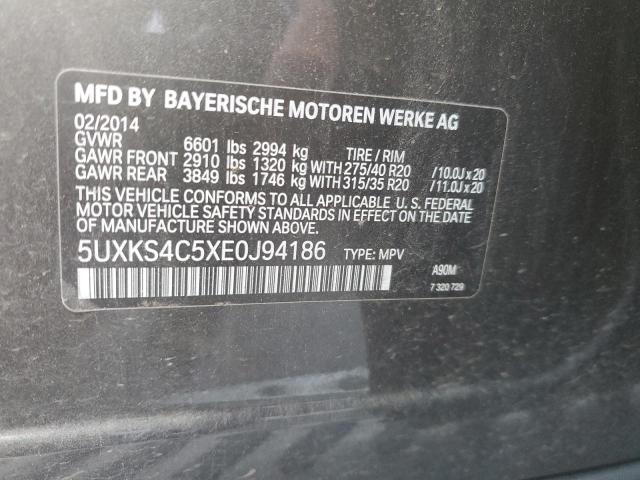 MFD BY BAYERISCHE MOTOREN WERKE AG
02/2014
GVWR 6601 lbs 2994 kg TIRE / RIM
GAWR FRONT 2910 lbs 1320 kg WITH 275/40 R20 /10.0J x 20
GAWR REAR 3849 lbs 1746 kg WITH 315/35 R20 /11.0J x 20
THIS VEHICLE CONFORMS TO ALL APPLICABLE U. S. FEDERAL
MOTOR VEHICLE SAFETY STANDARDS IN EFFECT ON THE DATE OF
MANUFACTURE SHOWN ABOVE.
5UXKS4C5XE0J94186 TYPE: MPV
A90M
7 320 729